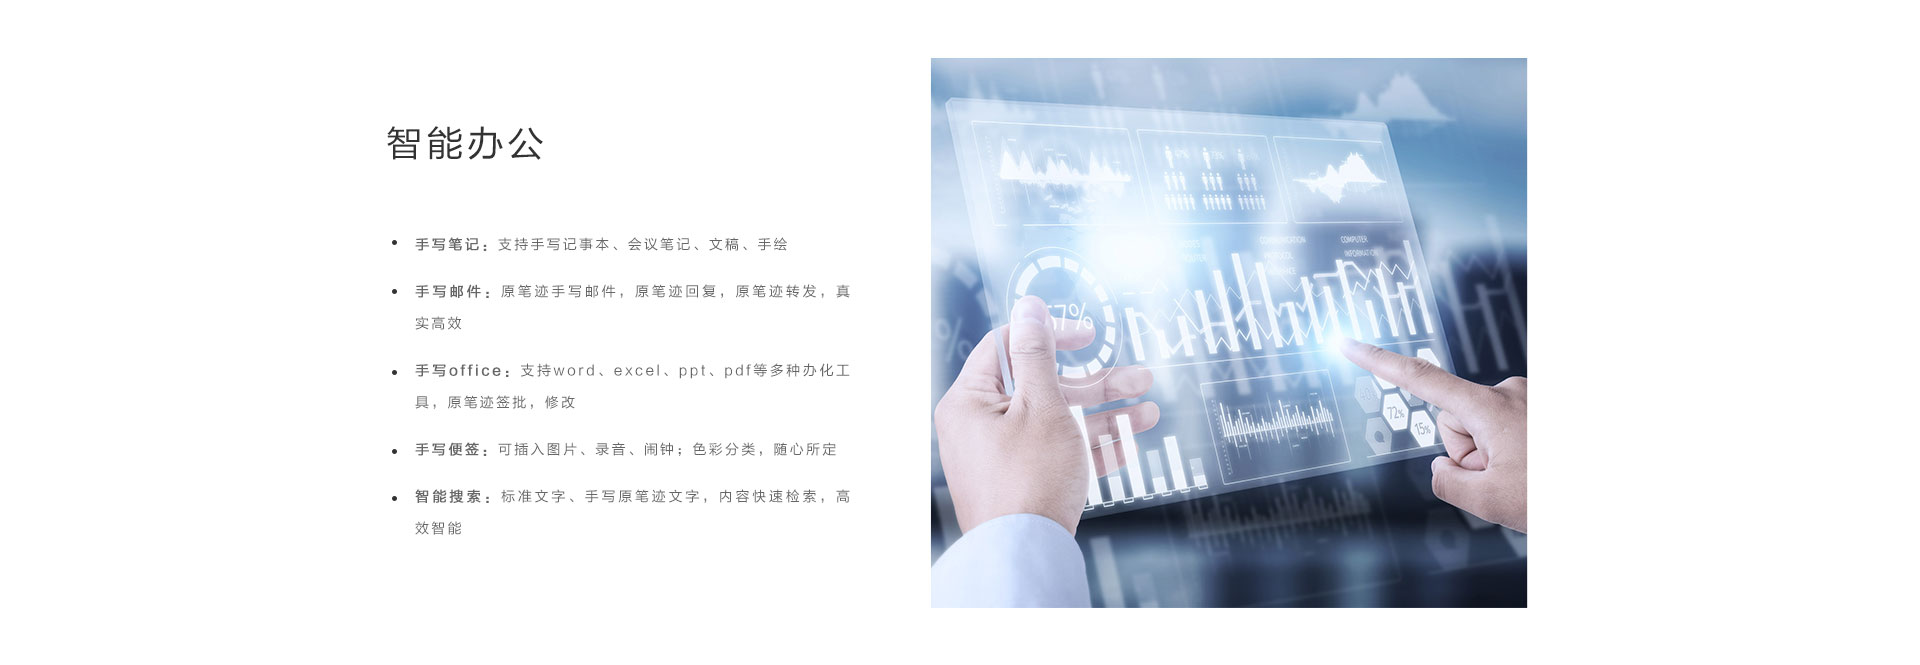 智能办公
手写笔记：支持手写记事本、会议笔记、文稿、手绘
手写邮件：原笔迹手写邮件，原笔迹回复，原笔迹转发，真
实高效
手写office：支持word、excel、ppt、pdf等多种办化工
具，原笔迹签批，修改
手写便签：可插入图片、录音、闹钟；色彩分类，随心所定
智能搜索：标准文字、手写原笔迹文字，内容快速检索，高
效智能
COMMUNICATION
PROTOCOL
COMPUTER
INFORMATION
72%
15%